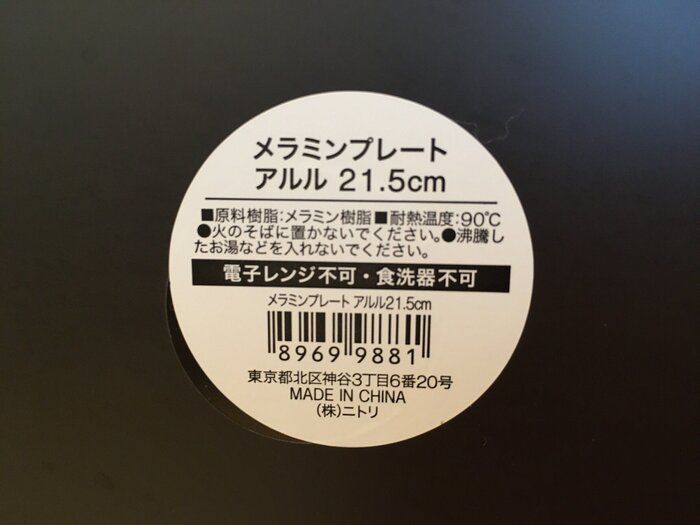 メラミンプレート
アルル 21.5cm
■原料樹脂:メラミン樹脂■耐熱温度:90℃
●火のそばに置かないでください。●沸騰し
たお湯などを入れないでください。
電子レンジ不可・食洗器不可
メラミンプレート アルル21.5cm
8969 9881
東京都北区神谷3丁目6番20号
MADE IN CHINA
(株)ニトリ